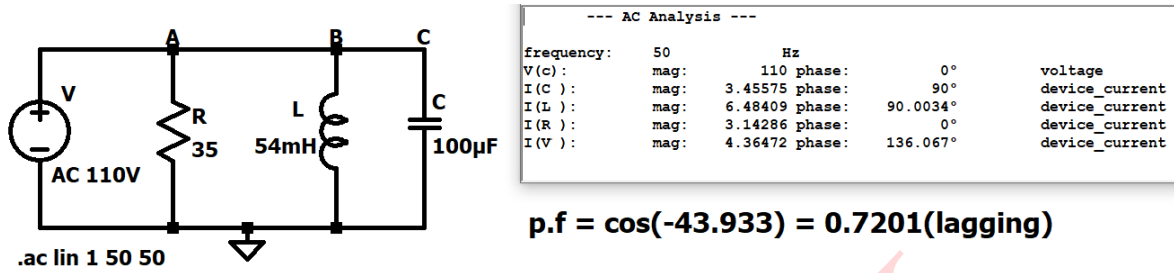 --- AC Analysis ---
frequency: 50 Hz
V(c): mag: 110 phase: 0° voltage
I(C ): mag: 3.45575 phase: 90° device_current
I(L ): mag: 6.48409 phase: 90.0034° device_current
I(R ): mag: 3.14286 phase: 0° device_current
I(V ): mag: 4.36472 phase: 136.067° device_current
A B C
V
R
35
L
54mH
C
100µF
AC 110V
.ac lin 1 50 50
p.f = cos(-43.933) = 0.7201(lagging)